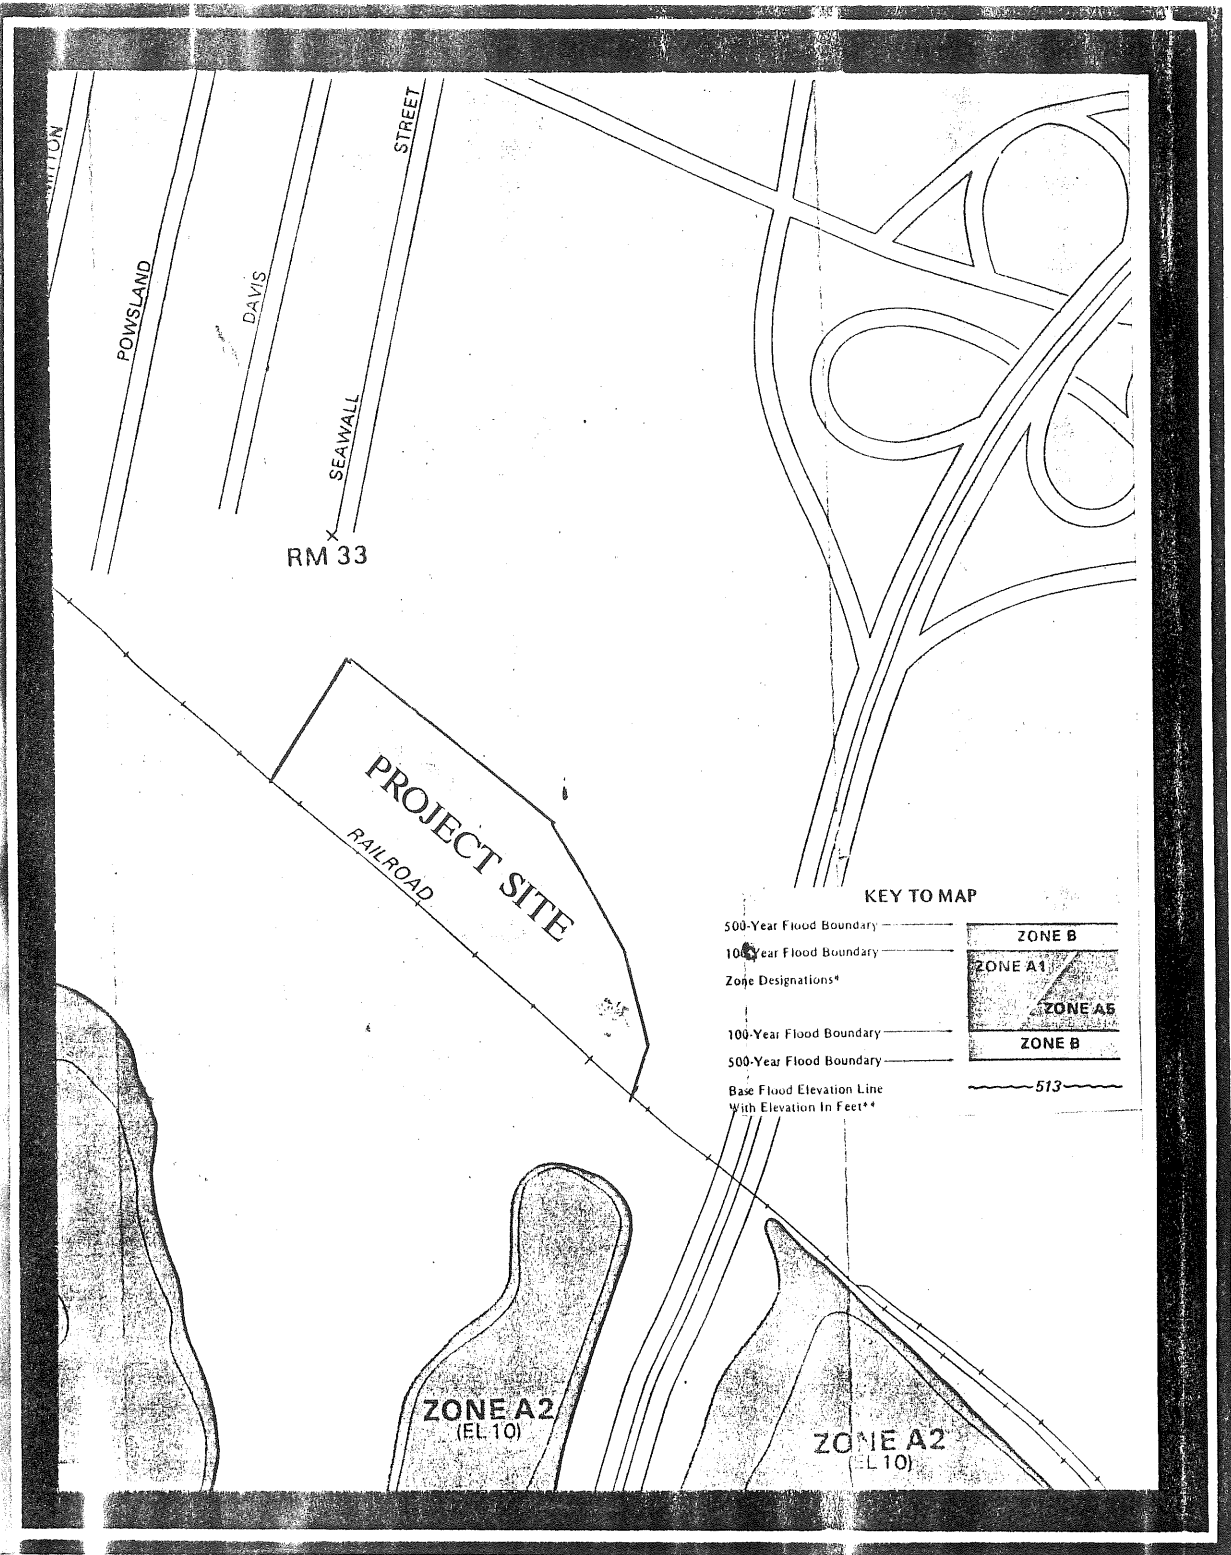 STREET
POWSLAND
DAVIS
SEAWALL
RM 33
PROJECT SITE
RAILROAD
KEY TO MAP
500-Year Flood Boundary
Year Flood Boundary
Zone Designations*
100-Year Flood Boundary
500-Year Flood Boundary
Base Flood Elevation Line
With Elevation In Feet**
ZONE B
ZONE A1
ZONE A5
ZONE B
513
ZONE A2
(EL 10)
ZONE A2
(EL 10)